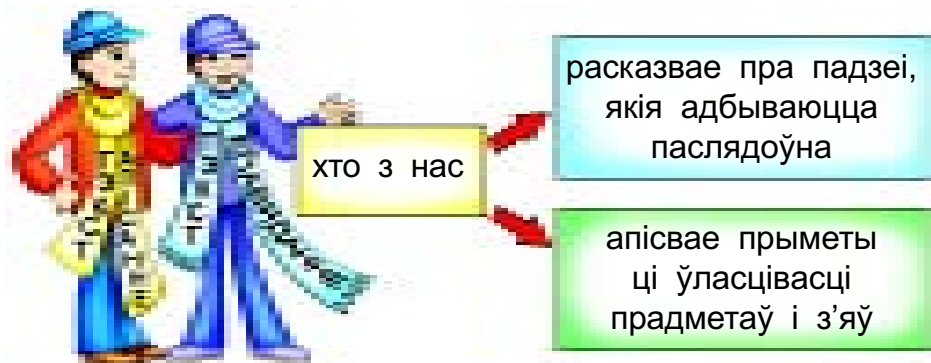 хто з нас
расказвае пра падзеі,
якія адбываюцца
паслядоўна
апісвае прыметы
ці ўласцівасці
прадметаў і з’яў